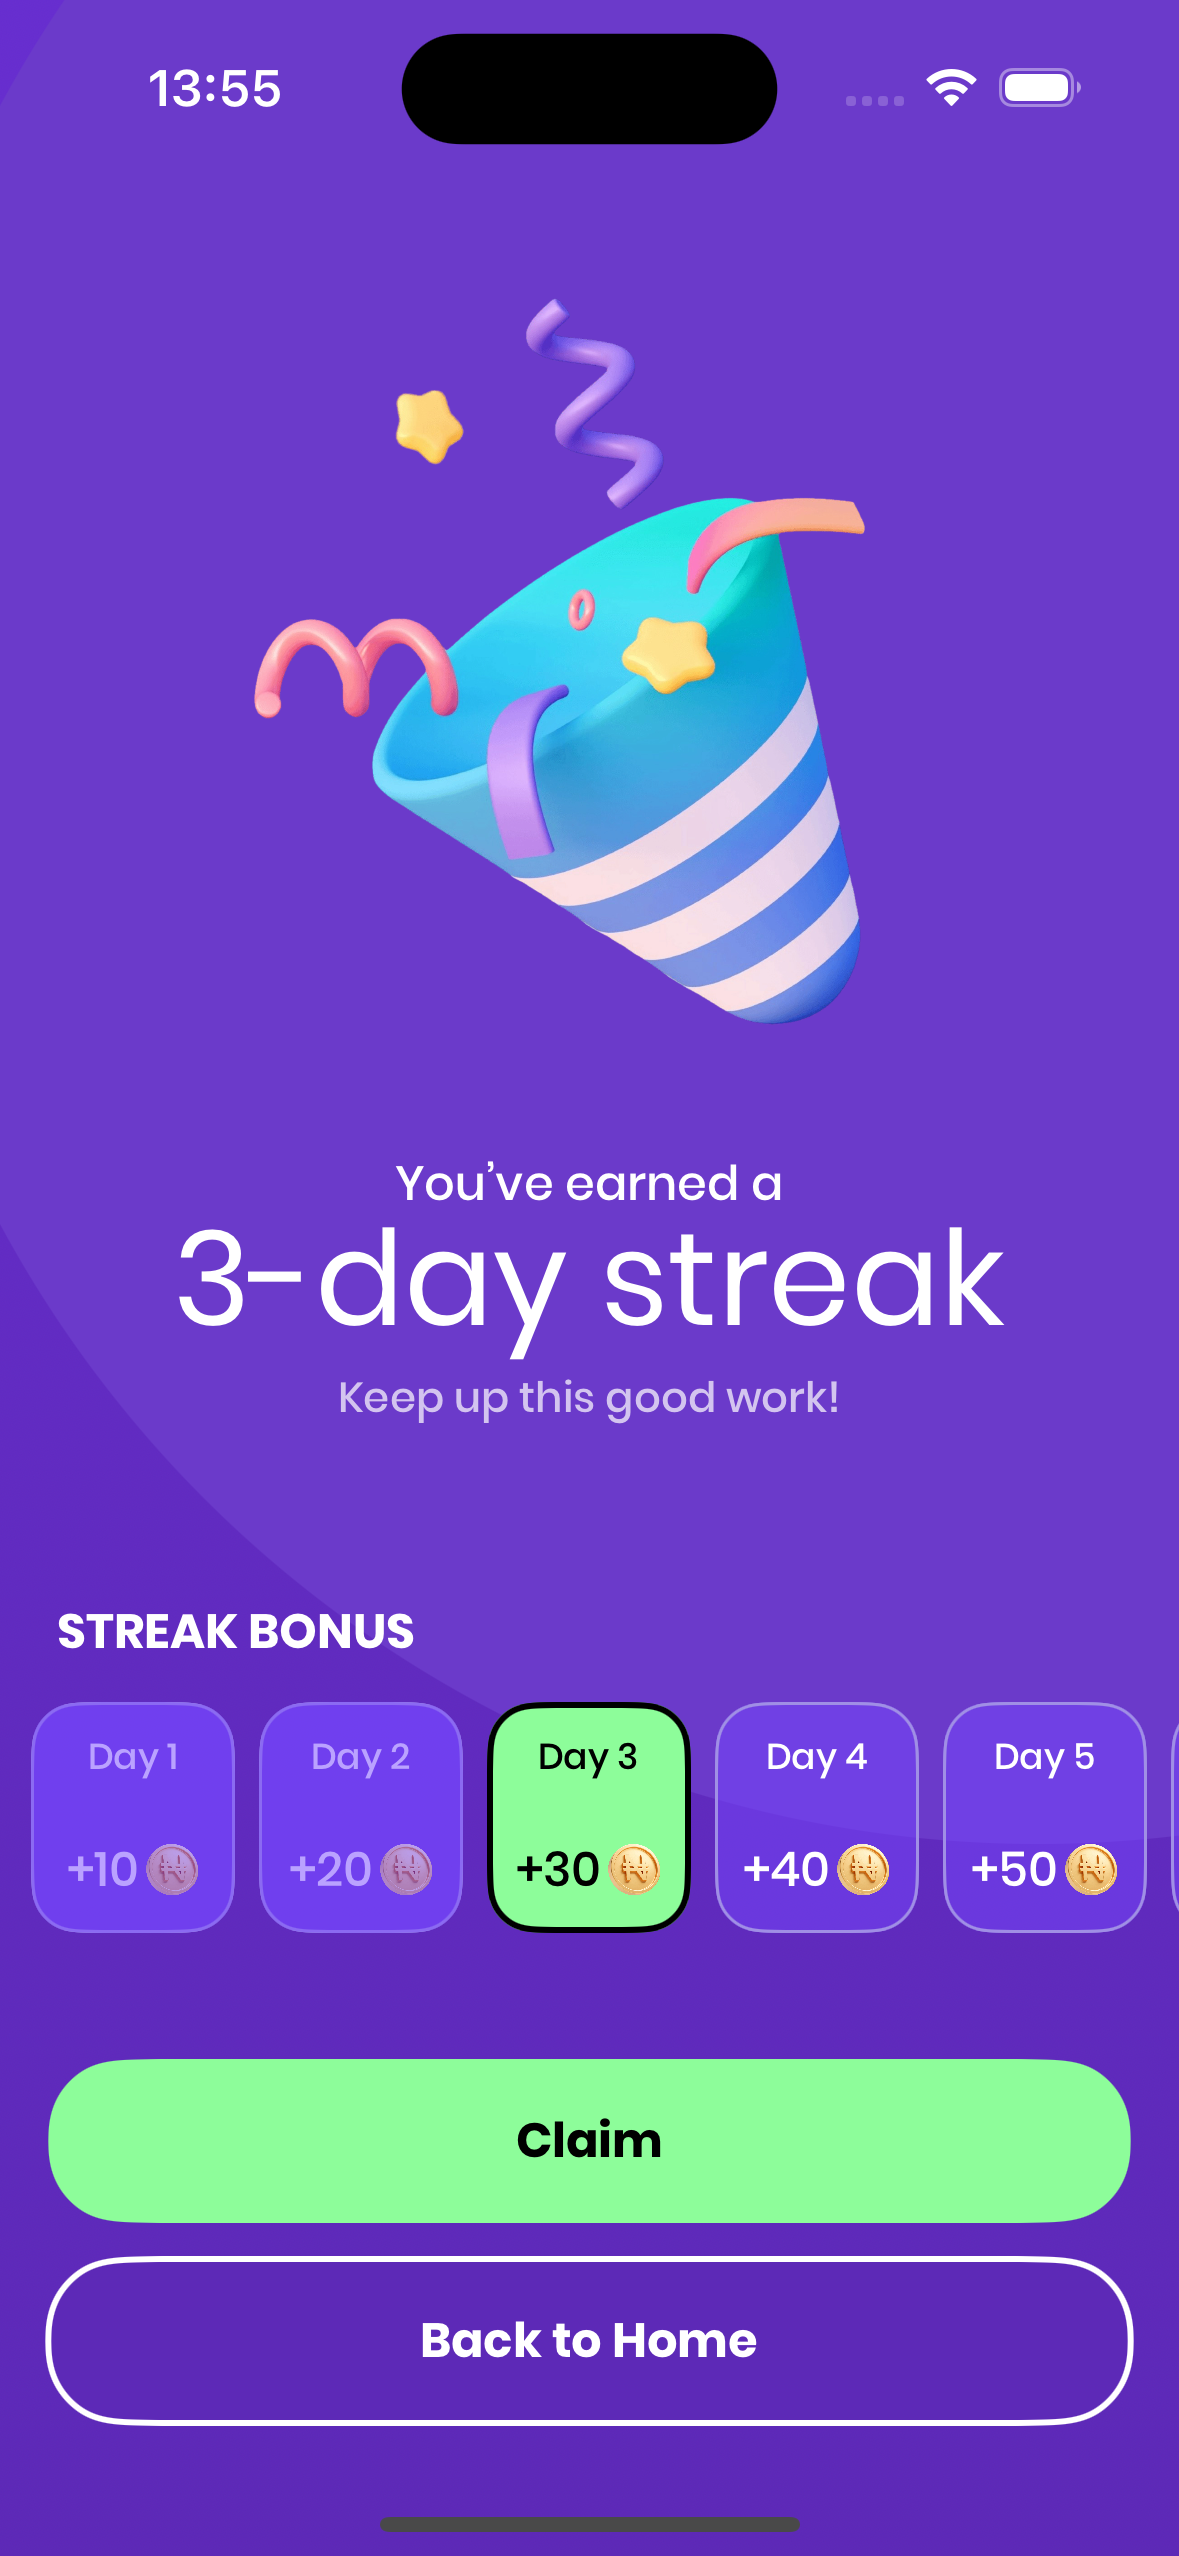 13:55
You’ve earned a
3-day streak
Keep up this good work!
STREAK BONUS
Day 1
+10 ₦
Day 2
+20 ₦
Day 3
+30 ₦
Day 4
+40 ₦
Day 5
+50 ₦
Claim
Back to Home